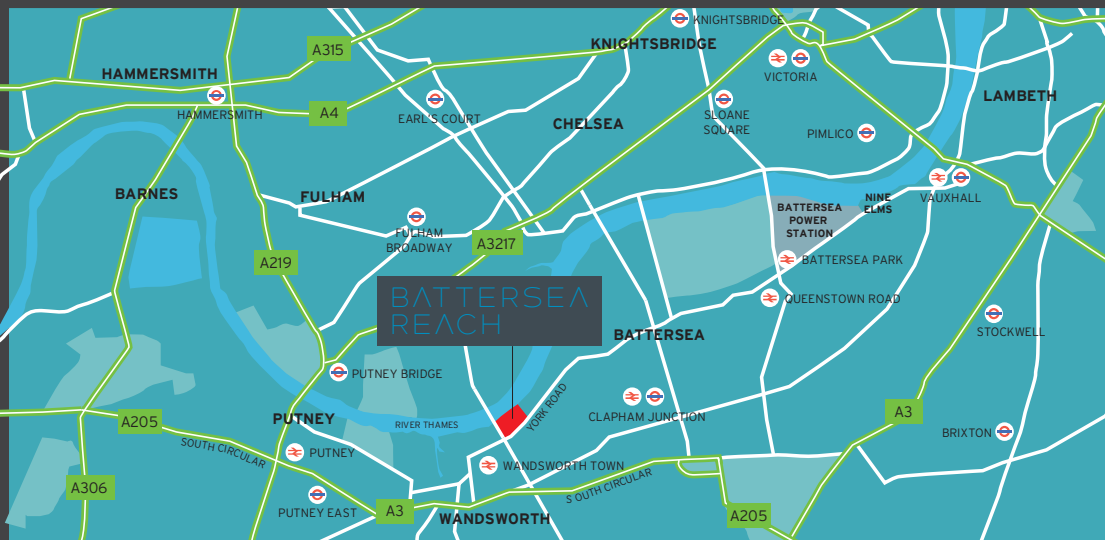 KNIGHTSBRIDGE
KNIGHTSBRIDGE
A315
HAMMERSMITH
VICTORIA
HAMMERSMITH
A4
EARL'S COURT
CHELSEA
SLOANE
SQUARE
PIMLICO
LAMBETH
BARNES
FULHAM
FULHAM
BROADWAY
A3217
BATTERSEA
POWER
STATION
NINE
ELMS
VAUXHALL
A219
BATTERSEA PARK
BATTERSEA
REACH
QUEENSTOWN ROAD
BATTERSEA
STOCKWELL
PUTNEY BRIDGE
YORK ROAD
CLAPHAM JUNCTION
A3
A205
PUTNEY
RIVER THAMES
BRIXTON
SOUTH CIRCULAR
PUTNEY
WANDSWORTH TOWN
S OUTH CIRCULAR
A306
PUTNEY EAST
A3
WANDSWORTH
A205